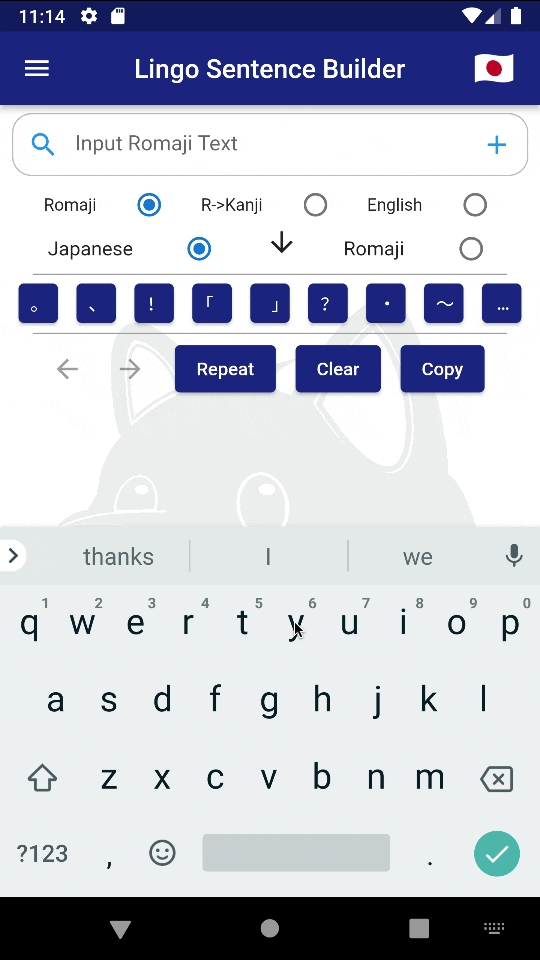 11:14
Lingo Sentence Builder
Input Romaji Text
Romaji R->Kanji English
Japanese Romaji
。 、 ! 「 」 ? ・ ～ …
Repeat Clear Copy
thanks I we
1 2 3 4 5 6 7 8 9 0
q w e r t y u i o p
a s d f g h j k l
z x c v b n m
?123 , .